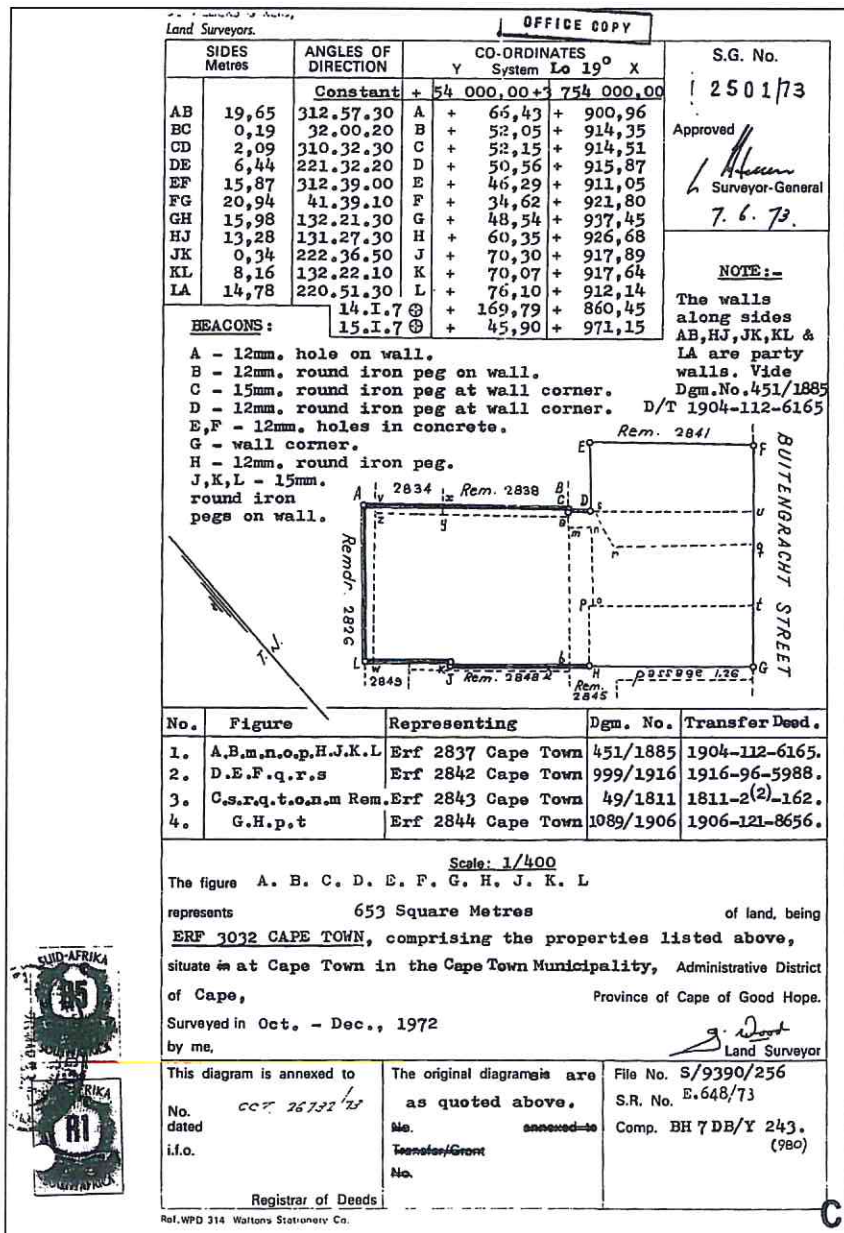 Land Surveyors.
OFFICE COPY
SIDES Metres | ANGLES OF DIRECTION | CO-ORDINATES Y System Lo 19° X
Constant + 54 000,00 +3 754 000,00
AB 19,65 312.57.30 A + 66,43 + 900,96
BC 0,19 32.00.20 B + 52,05 + 914,35
CD 2,09 310.32.30 C + 52,15 + 914,51
DE 6,44 221.32.20 D + 50,56 + 915,87
EF 15,87 312.39.00 E + 46,29 + 911,05
FG 20,94 41.39.10 F + 34,62 + 921,80
GH 15,98 132.21.30 G + 48,54 + 937,45
HJ 13,28 131.27.30 H + 60,35 + 926,68
JK 0,34 222.36.50 J + 70,30 + 917,89
KL 8,16 132.22.10 K + 70,07 + 917,64
LA 14,78 220.51.30 L + 76,10 + 912,14
14.I.7 ⊕ + 169,79 + 860,45
15.I.7 ⊕ + 45,90 + 971,15
S.G. No.
2501/73
Approved
Surveyor-General
7.6.73.
NOTE:-
The walls
along sides
AB,HJ,JK,KL &
LA are party
walls. Vide
Dgm.No.451/1885
D/T 1904-112-6165
BEACONS:
A - 12mm. hole on wall.
B - 12mm. round iron peg on wall.
C - 15mm. round iron peg at wall corner.
D - 12mm. round iron peg at wall corner.
E,F - 12mm. holes in concrete.
G - wall corner.
H - 12mm. round iron peg.
J,K,L - 15mm.
round iron
pegs on wall.
E Rem. 2841 F
A v 2834 x Rem. 2838 B
C D s u
z y a m n
r q
Remdr. 2826
p o t
BUITENGRACHT STREET
L w K J b H G
2849 Rem. 2848 Rem. 2845 passage 1.26
T.N.
No. Figure Representing Dgm. No. Transfer Deed.
1. A,B.m.n.o.p.H.J.K.L Erf 2837 Cape Town 451/1885 1904-112-6165.
2. D.E.F.q.r.s Erf 2842 Cape Town 999/1916 1916-96-5988.
3. C.s.r.q.t.o.n.m Rem.Erf 2843 Cape Town 49/1811 1811-2(2)-162.
4. G.H.p.t Erf 2844 Cape Town 1089/1906 1906-121-8656.
Scale: 1/400
The figure A. B. C. D. E. F. G. H. J. K. L
represents 653 Square Metres of land, being
ERF 3032 CAPE TOWN, comprising the properties listed above,
situate in at Cape Town in the Cape Town Municipality, Administrative District
of Cape, Province of Cape of Good Hope.
Surveyed in Oct. - Dec., 1972
by me,
Land Surveyor
SUID-AFRIKA
R5
R1
This diagram is annexed to
No.
dated
i.f.o.
Registrar of Deeds
The original diagram is are
as quoted above.
No. annexed to
Transfer/Grant
No.
File No. S/9390/256
S.R. No. E.648/73
Comp. BH 7 DB/Y 243.
(980)
Ref. WPD 314 Waltons Stationery Co.
C